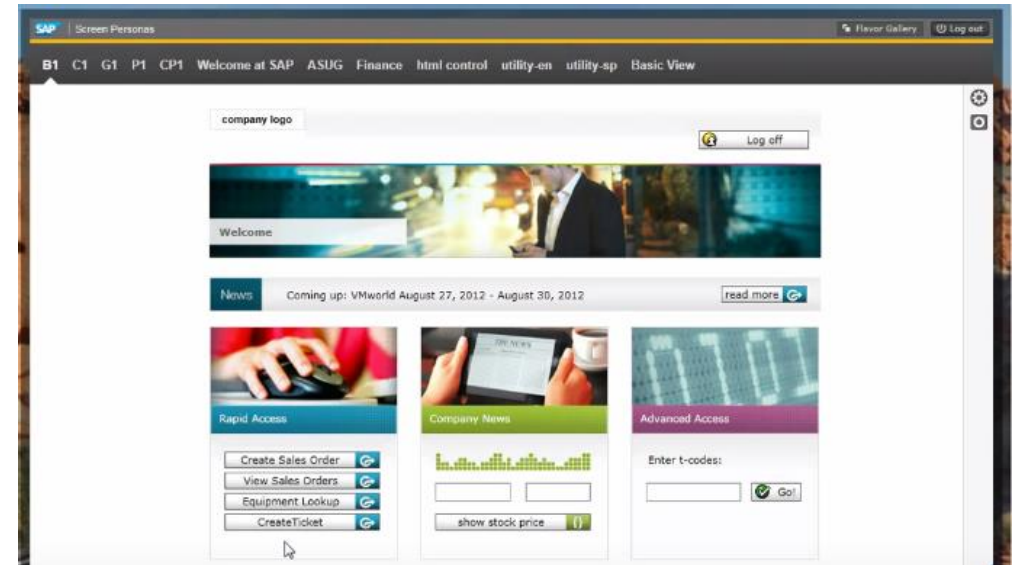 SAP Screen Personas Flavor Gallery Log out
B1 C1 G1 P1 CP1 Welcome at SAP ASUG Finance html control utility-en utility-sp Basic View
company logo
Log off
Welcome
News Coming up: VMworld August 27, 2012 - August 30, 2012 read more
THE NEWS
Rapid Access Company News Advanced Access
Create Sales Order
View Sales Orders
Equipment Lookup
CreateTicket
show stock price
Enter t-codes:
Go!